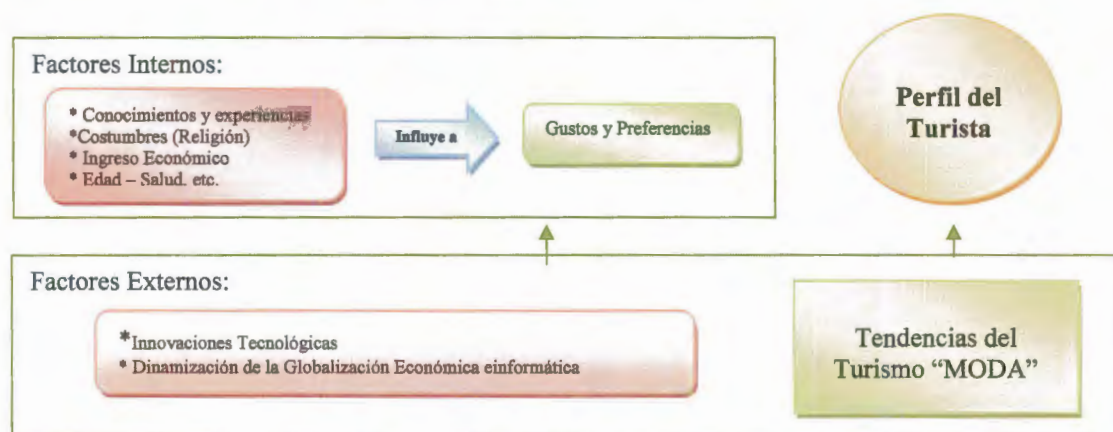 Factores Internos:
* Conocimientos y experiencias
*Costumbres (Religión)
* Ingreso Económico
* Edad – Salud. etc.
Influye a
Gustos y Preferencias
Perfil del
Turista
Factores Externos:
*Innovaciones Tecnológicas
* Dinamización de la Globalización Económica einformática
Tendencias del
Turismo “MODA”